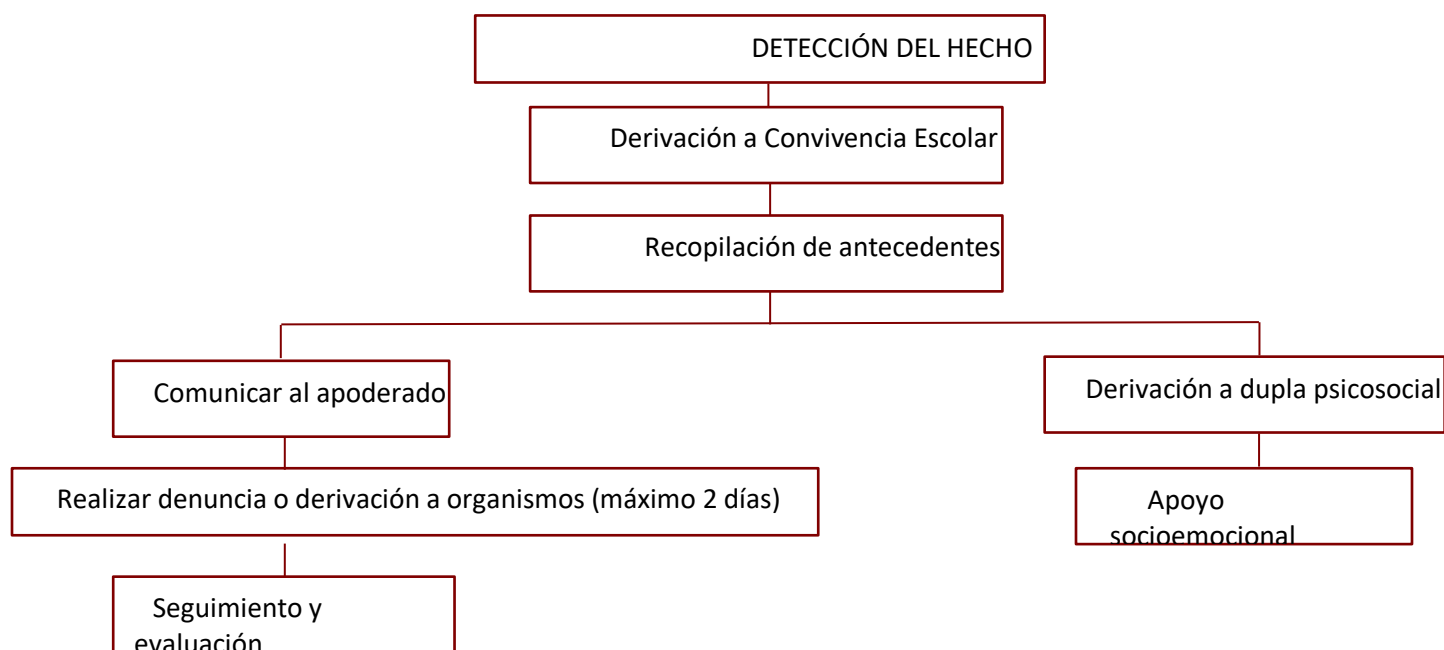 DETECCIÓN DEL HECHO
Derivación a Convivencia Escolar
Recopilación de antecedentes
Comunicar al apoderado
Derivación a dupla psicosocial
Realizar denuncia o derivación a organismos (máximo 2 días)
Apoyo
socioemocional
Seguimiento y
evaluación